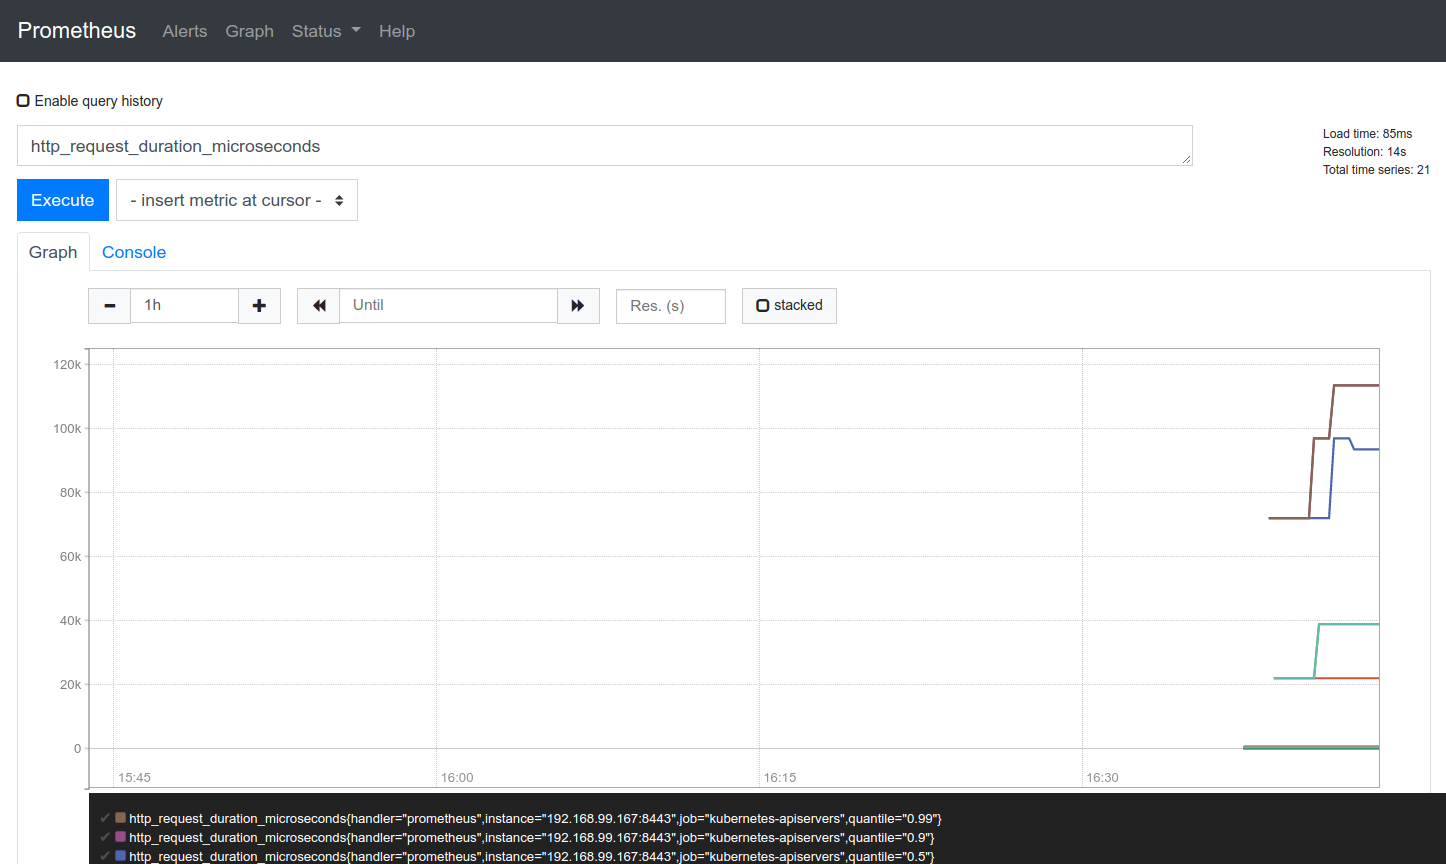 Prometheus Alerts Graph Status Help
Enable query history
http_request_duration_microseconds
Load time: 85ms
Resolution: 14s
Total time series: 21
Execute - insert metric at cursor -
Graph Console
1h Until Res. (s) stacked
120k
100k
80k
60k
40k
20k
0
15:45 16:00 16:15 16:30
http_request_duration_microseconds{handler="prometheus",instance="192.168.99.167:8443",job="kubernetes-apiservers",quantile="0.99"}
http_request_duration_microseconds{handler="prometheus",instance="192.168.99.167:8443",job="kubernetes-apiservers",quantile="0.9"}
http_request_duration_microseconds{handler="prometheus",instance="192.168.99.167:8443",job="kubernetes-apiservers",quantile="0.5"}